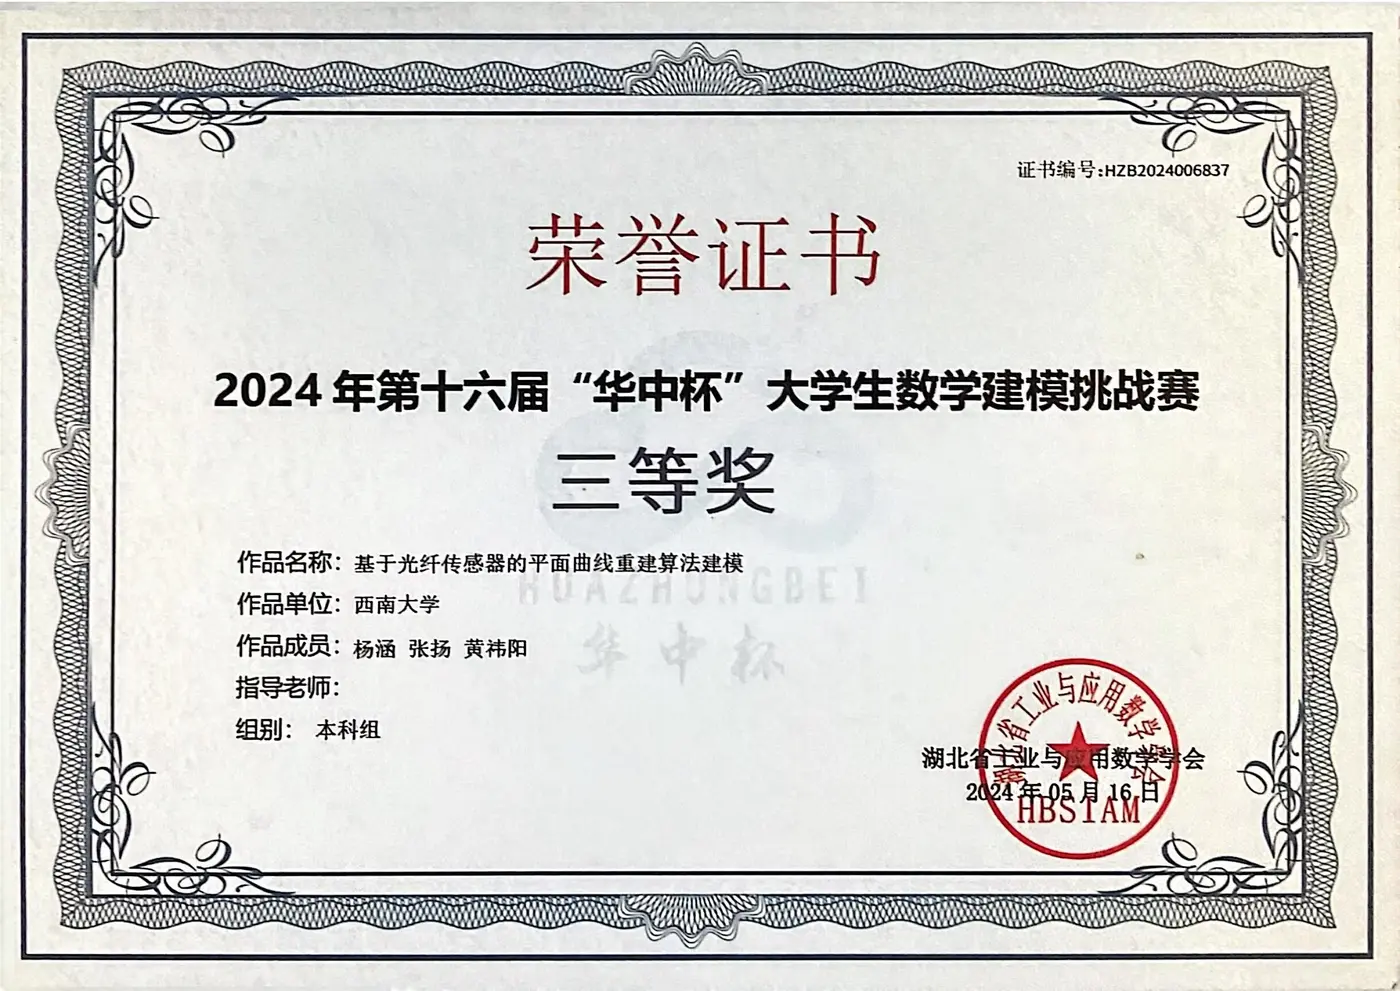 证书编号:HZB2024006837
荣誉证书
2024 年第十六届“华中杯”大学生数学建模挑战赛
三等奖
作品名称：基于光纤传感器的平面曲线重建算法建模
HUAZHONGBEI
作品单位：西南大学
作品成员：杨涵 张扬 黄祎阳
华中杯
指导老师：
组别： 本科组
湖北省工业与应用数学学会
湖北省工业与应用数学学会
2024 年 05 月 16 日
HBSIAM